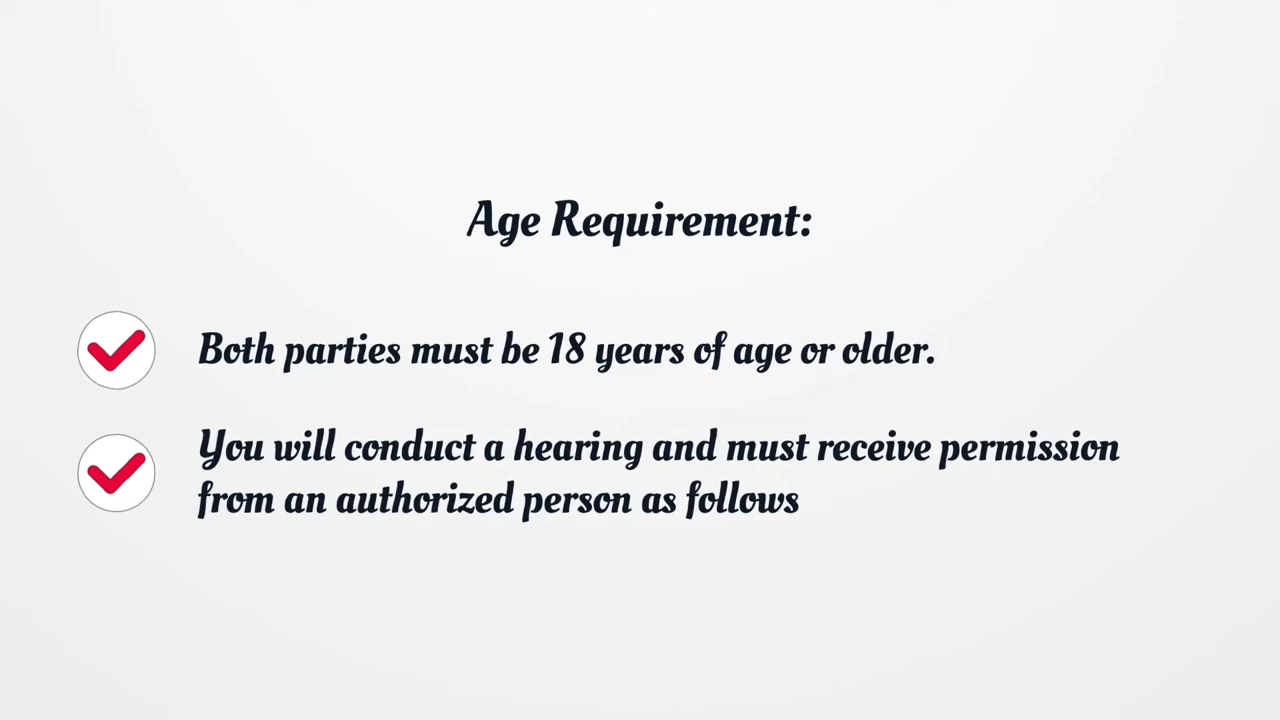 Age Requirement:
Both parties must be 18 years of age or older.
You will conduct a hearing and must receive permission
from an authorized person as follows